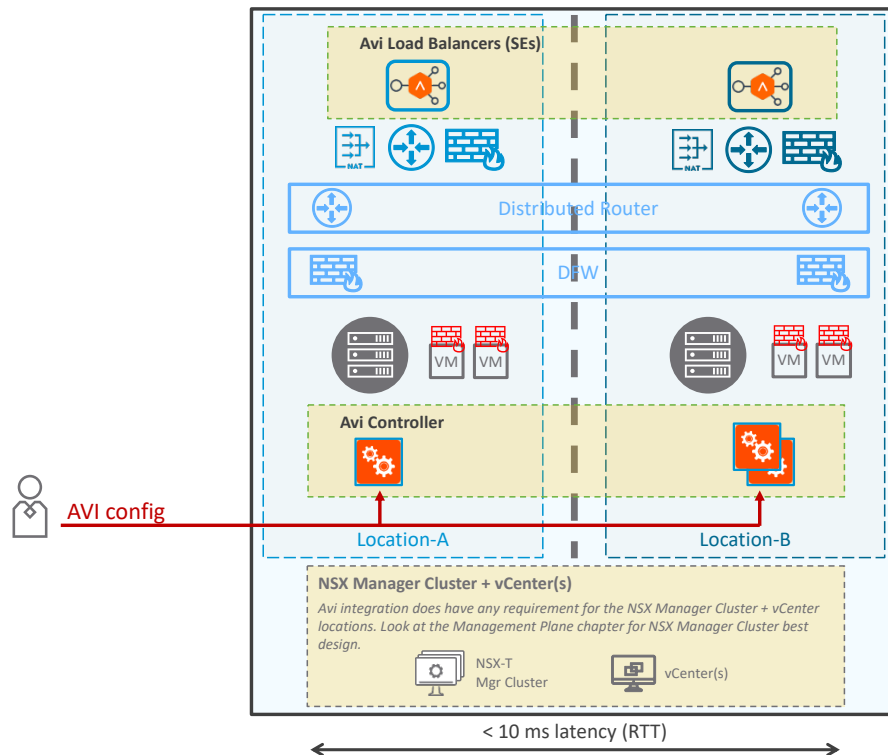 Avi Load Balancers (SEs)
NAT
NAT
Distributed Router
DFW
VM
VM
VM
VM
Avi Controller
AVI config
Location-A
Location-B
NSX Manager Cluster + vCenter(s)
Avi integration does have any requirement for the NSX Manager Cluster + vCenter
locations. Look at the Management Plane chapter for NSX Manager Cluster best
design.
NSX-T
Mgr Cluster
vCenter(s)
< 10 ms latency (RTT)